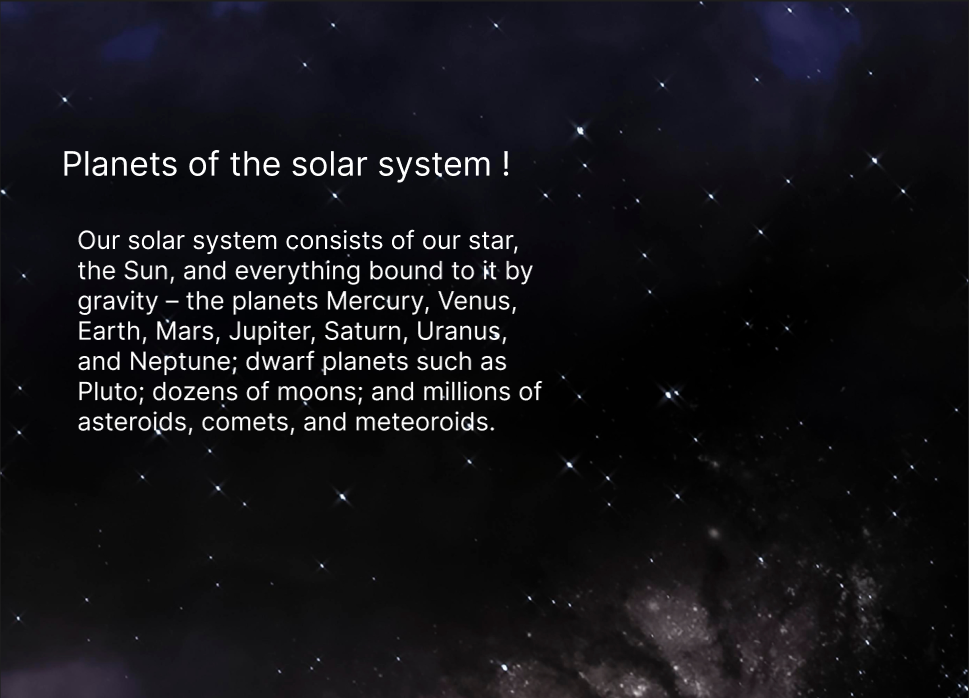 Planets of the solar system !
Our solar system consists of our star,
the Sun, and everything bound to it by
gravity – the planets Mercury, Venus,
Earth, Mars, Jupiter, Saturn, Uranus,
and Neptune; dwarf planets such as
Pluto; dozens of moons; and millions of
asteroids, comets, and meteoroids.